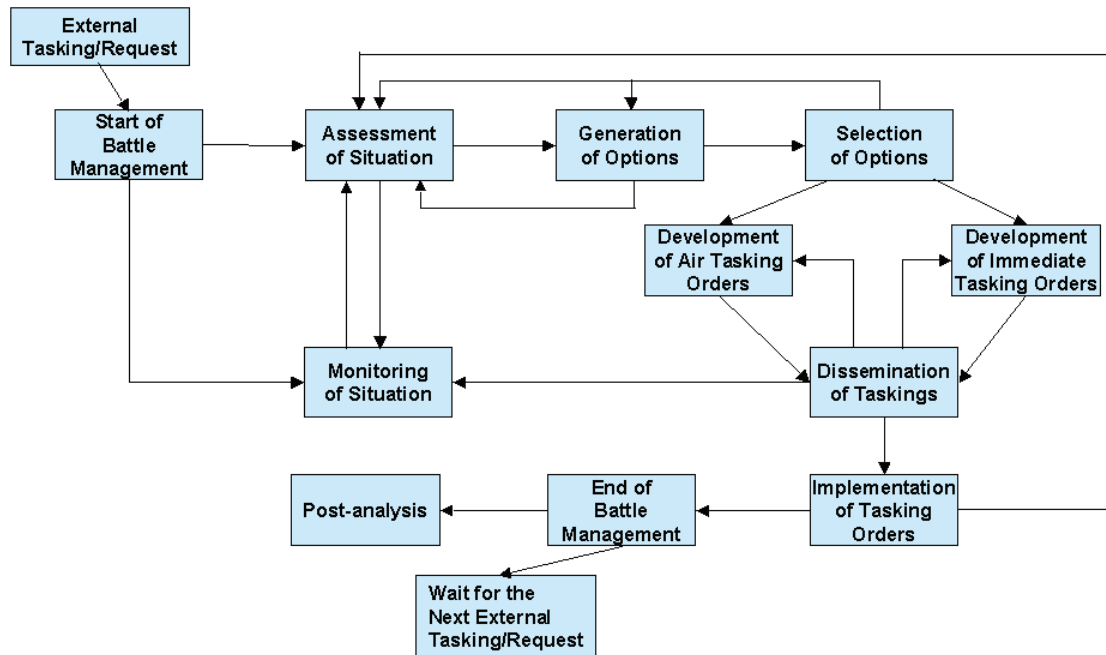 External
Tasking/Request
Start of
Battle
Management
Assessment
of Situation
Generation
of Options
Selection
of Options
Development
of Air Tasking
Orders
Development
of Immediate
Tasking Orders
Monitoring
of Situation
Dissemination
of Taskings
Post-analysis
End of
Battle
Management
Implementation
of Tasking
Orders
Wait for the
Next External
Tasking/Request